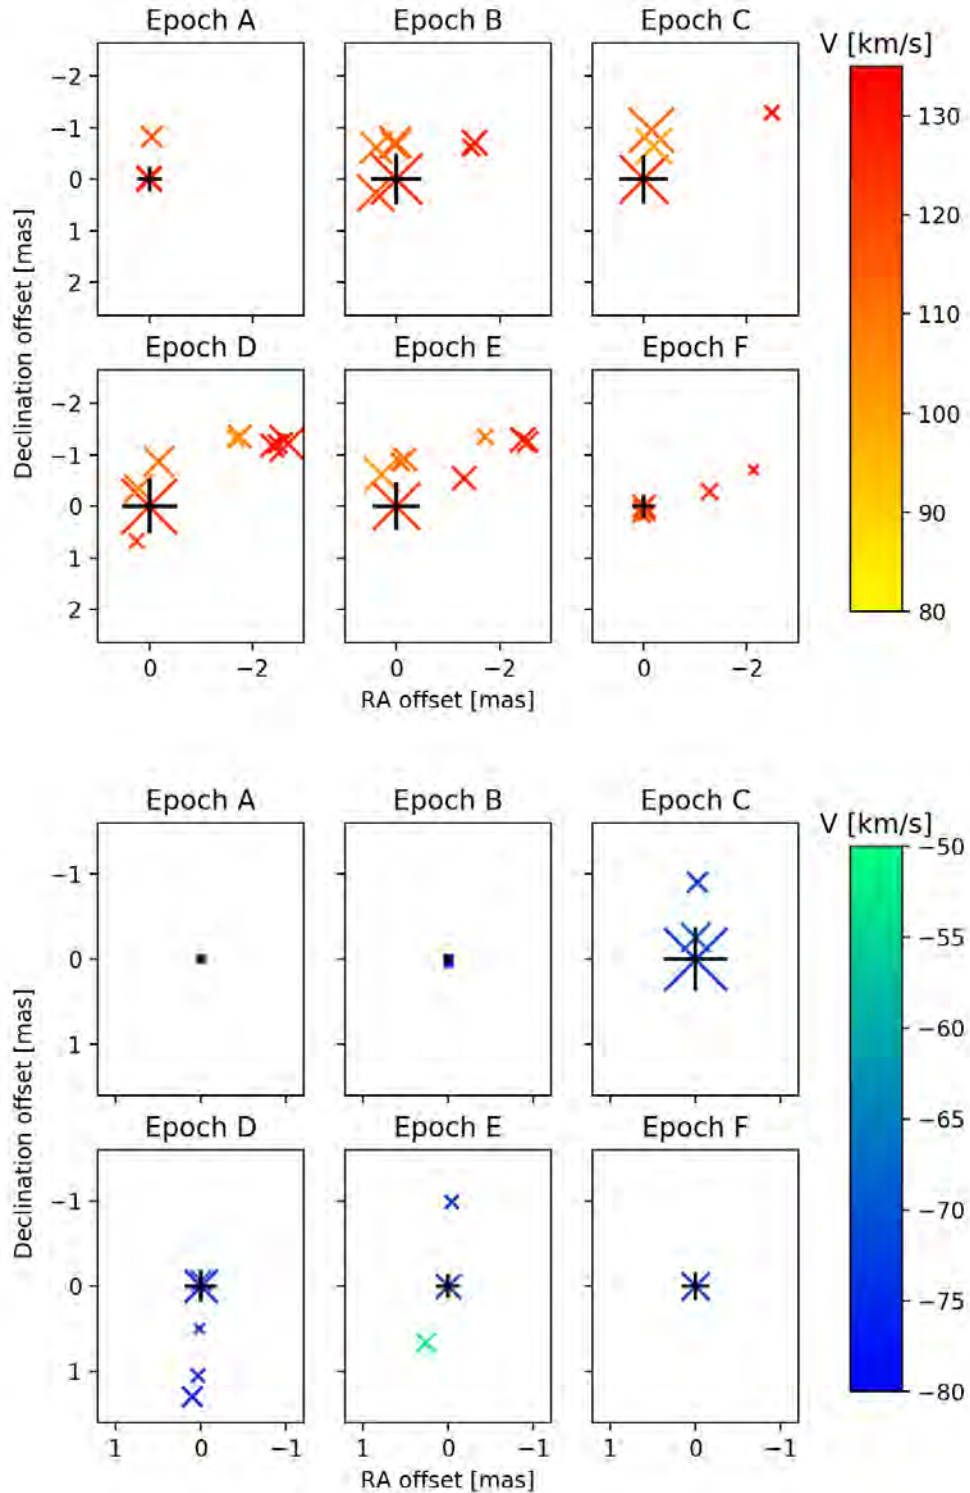 Epoch A Epoch B Epoch C
V [km/s]
−2
−1
0
1
2
130
120
110
100
90
80
Declination offset [mas]
Epoch D Epoch E Epoch F
−2
−1
0
1
2
0 −2 0 −2 0 −2
RA offset [mas]
Epoch A Epoch B Epoch C
V [km/s]
−1
0
1
−50
−55
−60
−65
−70
−75
−80
Declination offset [mas]
Epoch D Epoch E Epoch F
−1
0
1
1 0 −1 1 0 −1 1 0 −1
RA offset [mas]